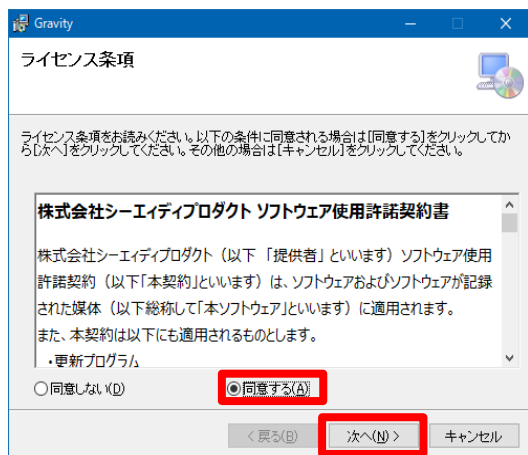 Gravity
ライセンス条項
ライセンス条項をお読みください。以下の条件に同意される場合は[同意する]をクリックしてか
ら[次へ]をクリックしてください。その他の場合は[キャンセル]をクリックしてください。
株式会社シーエィディプロダクト ソフトウェア使用許諾契約書
株式会社シーエィディプロダクト（以下 「提供者」といいます）ソフトウェア使用
許諾契約（以下「本契約」といいます）は、ソフトウェアおよびソフトウェアが記録
された媒体（以下総称して「本ソフトウェア」といいます）に適用されます。
また、本契約は以下にも適用されるものとします。
・更新プログラム
同意しない(D) 同意する(A)
< 戻る(B) 次へ(N) > キャンセル